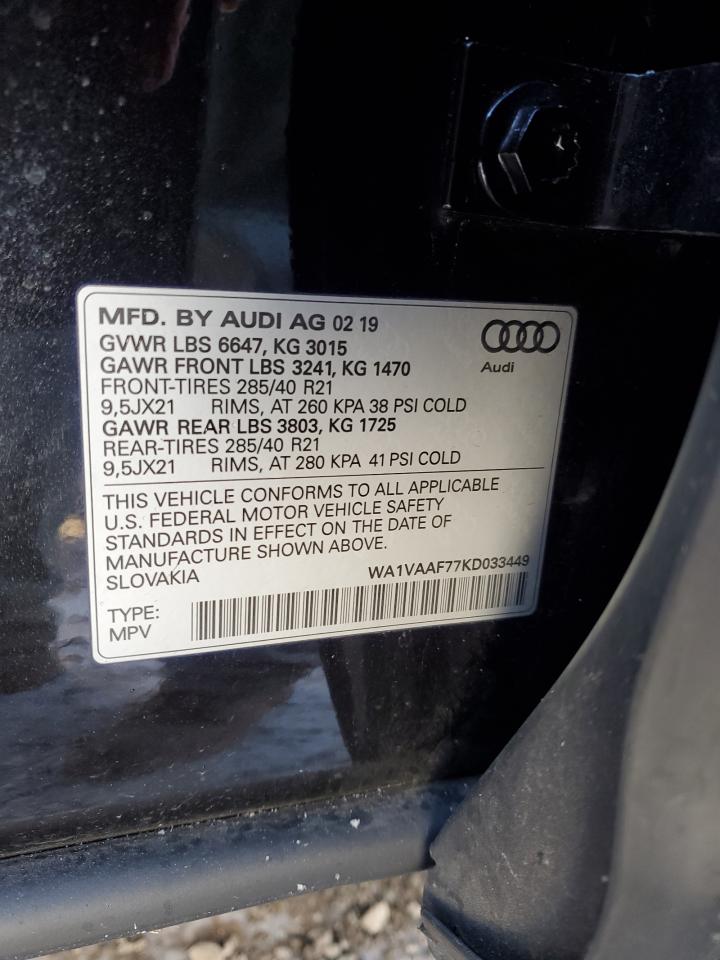 MFD. BY AUDI AG 02 19
GVWR LBS 6647, KG 3015
GAWR FRONT LBS 3241, KG 1470
FRONT-TIRES 285/40 R21
9,5JX21 RIMS, AT 260 KPA 38 PSI COLD
GAWR REAR LBS 3803, KG 1725
REAR-TIRES 285/40 R21
9,5JX21 RIMS, AT 280 KPA 41 PSI COLD
Audi
THIS VEHICLE CONFORMS TO ALL APPLICABLE
U.S. FEDERAL MOTOR VEHICLE SAFETY
STANDARDS IN EFFECT ON THE DATE OF
MANUFACTURE SHOWN ABOVE.
SLOVAKIA WA1VAAF77KD033449
TYPE:
MPV